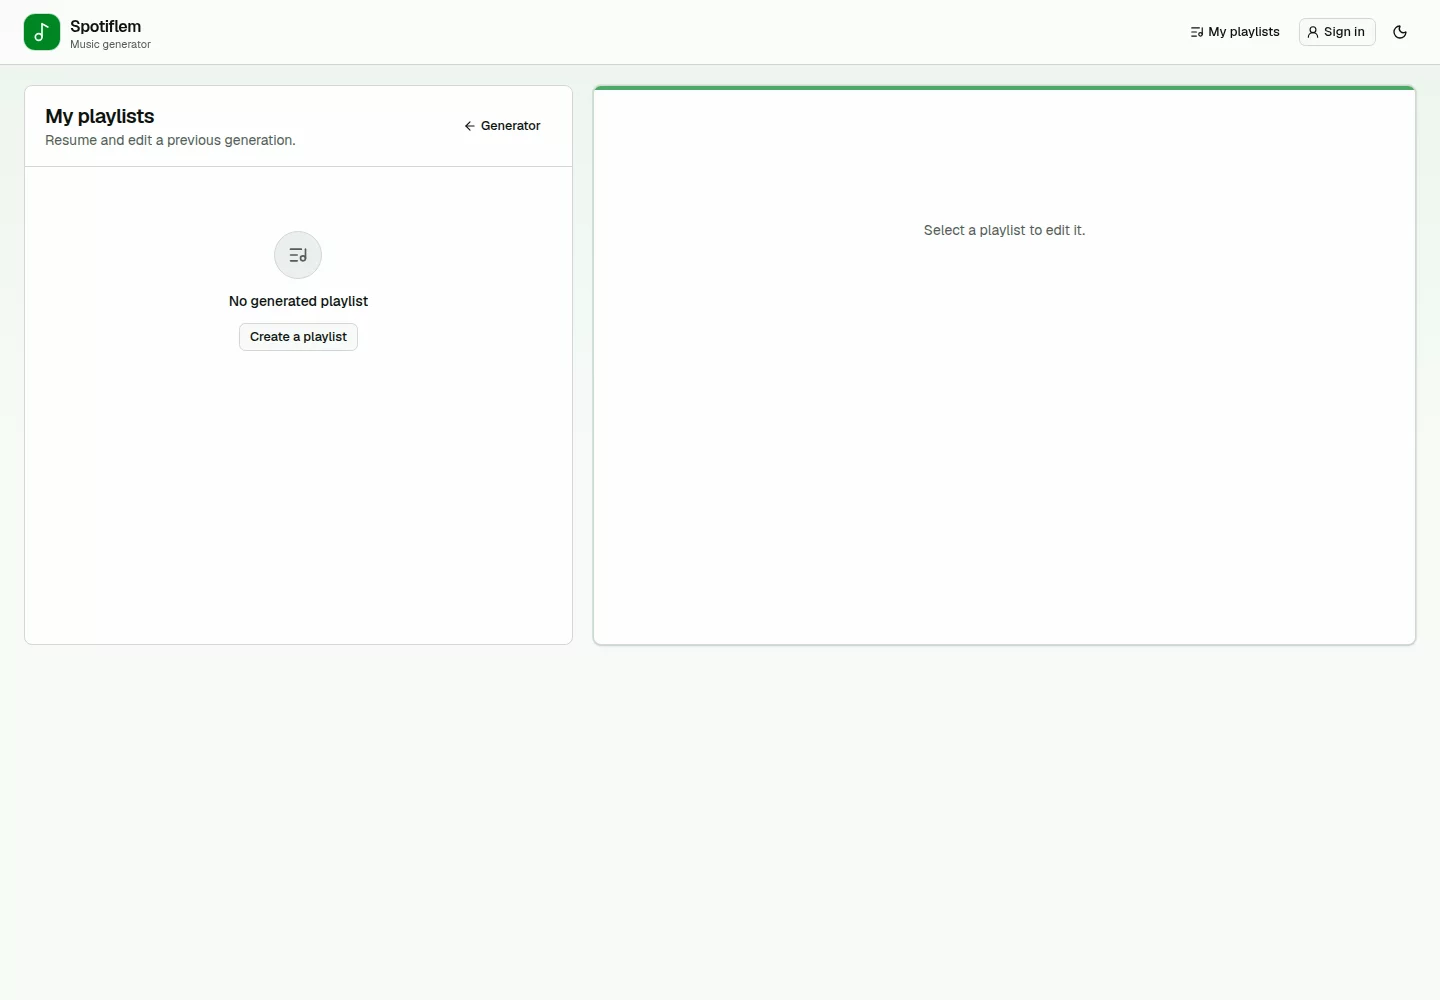 Spotiflem
Music generator
My playlists
Sign in
My playlists
Resume and edit a previous generation.
Generator
No generated playlist
Create a playlist
Select a playlist to edit it.